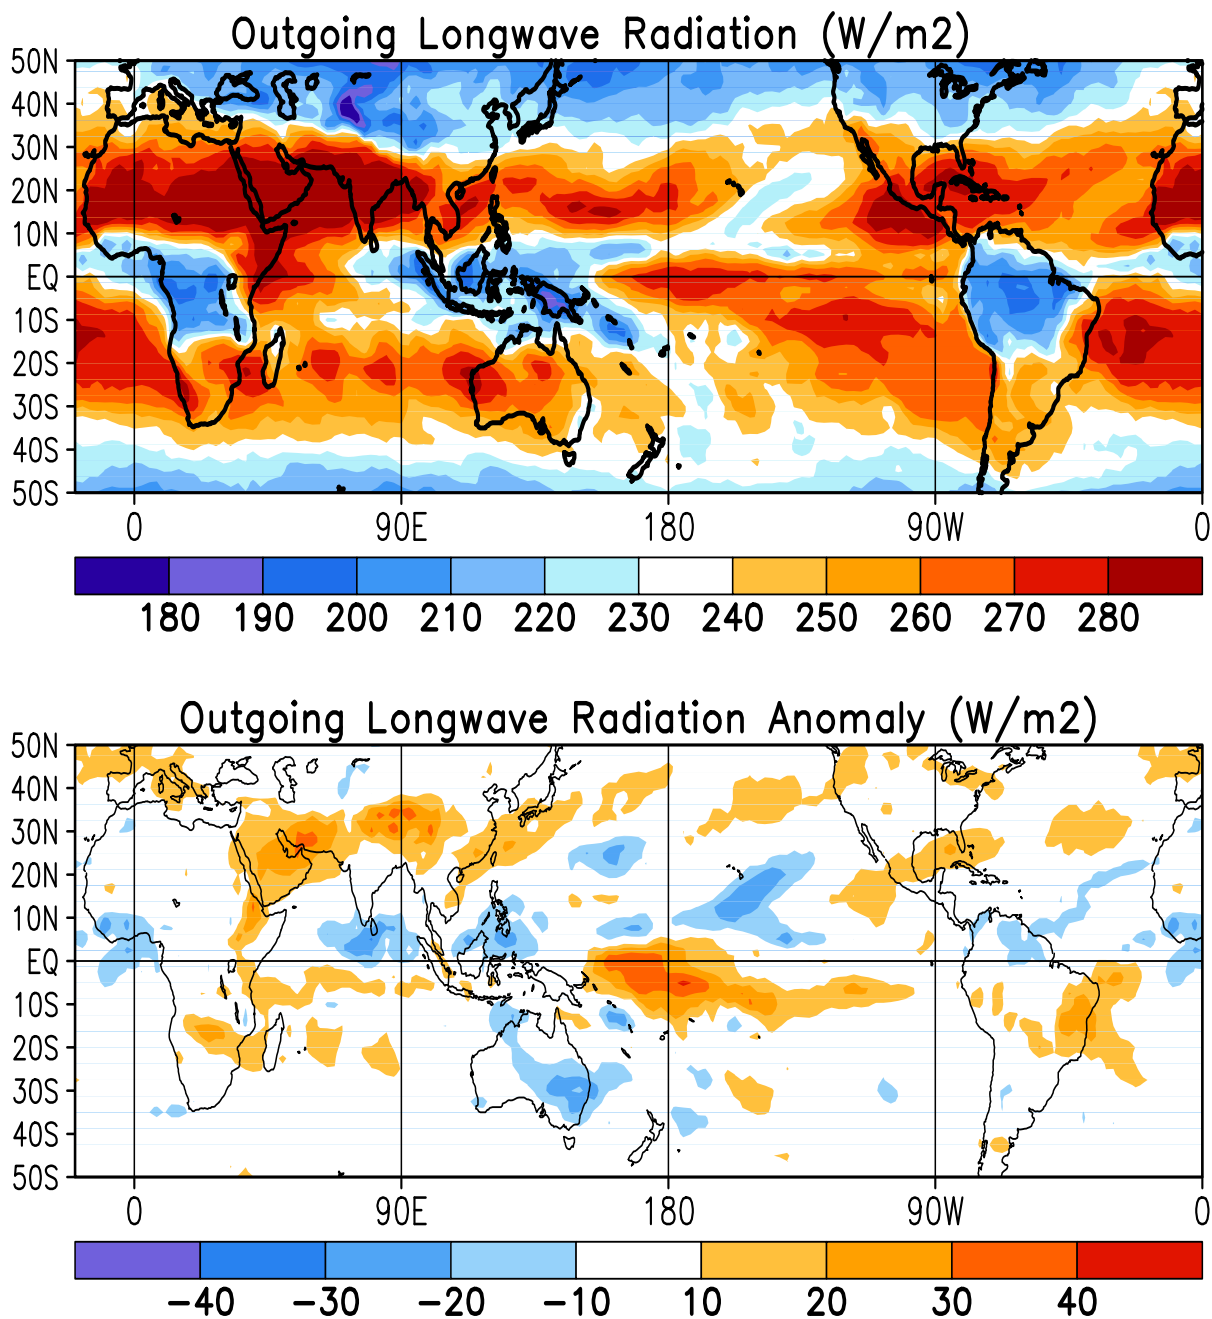 Outgoing Longwave Radiation (W/m2)
50N
40N
30N
20N
10N
EQ
10S
20S
30S
40S
50S
0 90E 180 90W 0
180 190 200 210 220 230 240 250 260 270 280
Outgoing Longwave Radiation Anomaly (W/m2)
50N
40N
30N
20N
10N
EQ
10S
20S
30S
40S
50S
0 90E 180 90W 0
−40 −30 −20 −10 10 20 30 40